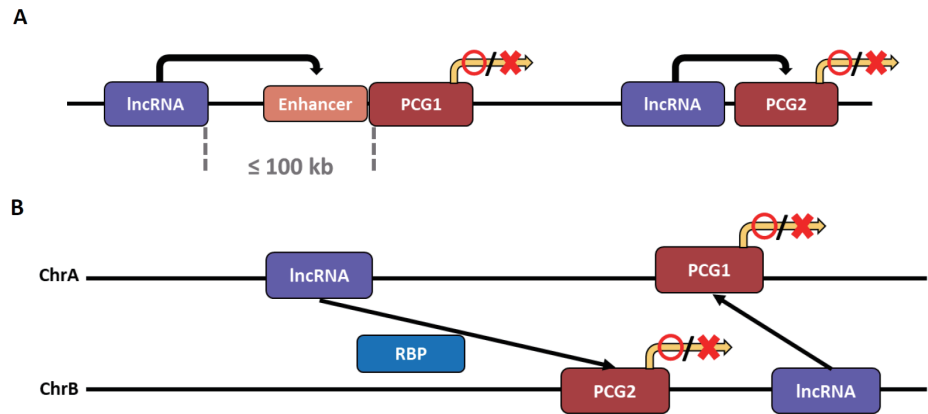 A
lncRNA
Enhancer
PCG1
lncRNA
PCG2
≤ 100 kb
B
ChrA
lncRNA
PCG1
RBP
ChrB
PCG2
lncRNA